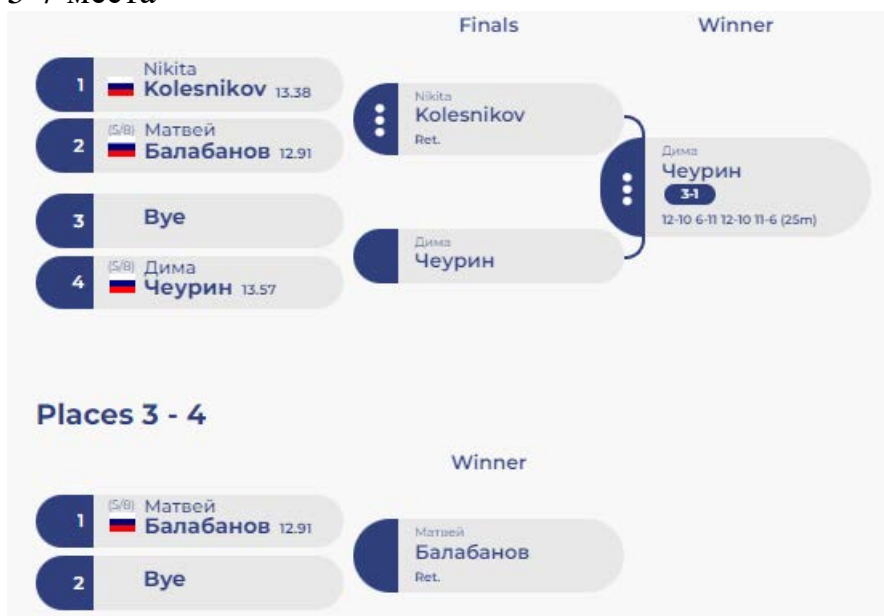 5-7 места
Finals Winner
1 Nikita
Kolesnikov 13.38
2 (5/8) Матвей
Балабанов 12.91
3 Bye
4 (5/8) Дима
Чеурин 13.57
Nikita
Kolesnikov
Ret.
Дима
Чеурин
Дима
Чеурин
3-1
12-10 6-11 12-10 11-6 (25m)
Places 3 - 4
Winner
1 (5/8) Матвей
Балабанов 12.91
2 Bye
Матвей
Балабанов
Ret.